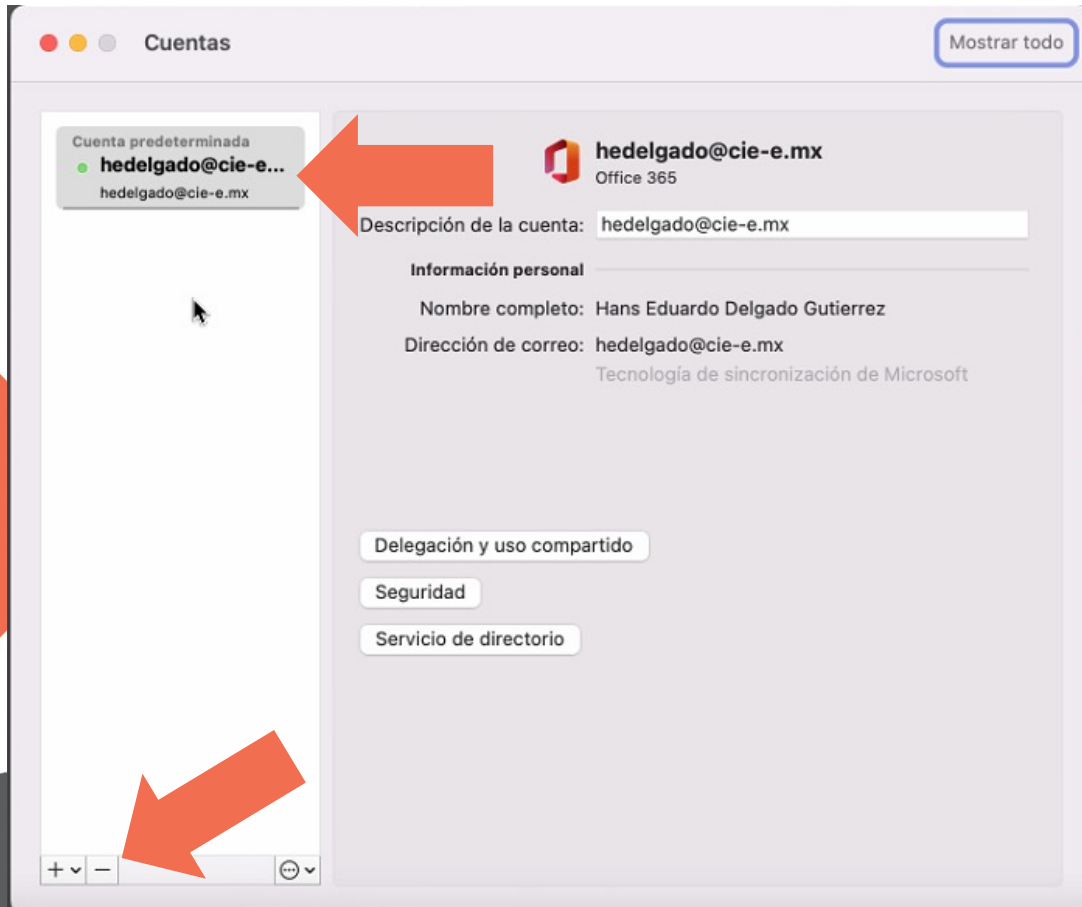 Cuentas
Mostrar todo
Cuenta predeterminada
hedelgado@cie-e...
hedelgado@cie-e.mx
hedelgado@cie-e.mx
Office 365
Descripción de la cuenta: hedelgado@cie-e.mx
Información personal
Nombre completo: Hans Eduardo Delgado Gutierrez
Dirección de correo: hedelgado@cie-e.mx
Tecnología de sincronización de Microsoft
Delegación y uso compartido
Seguridad
Servicio de directorio